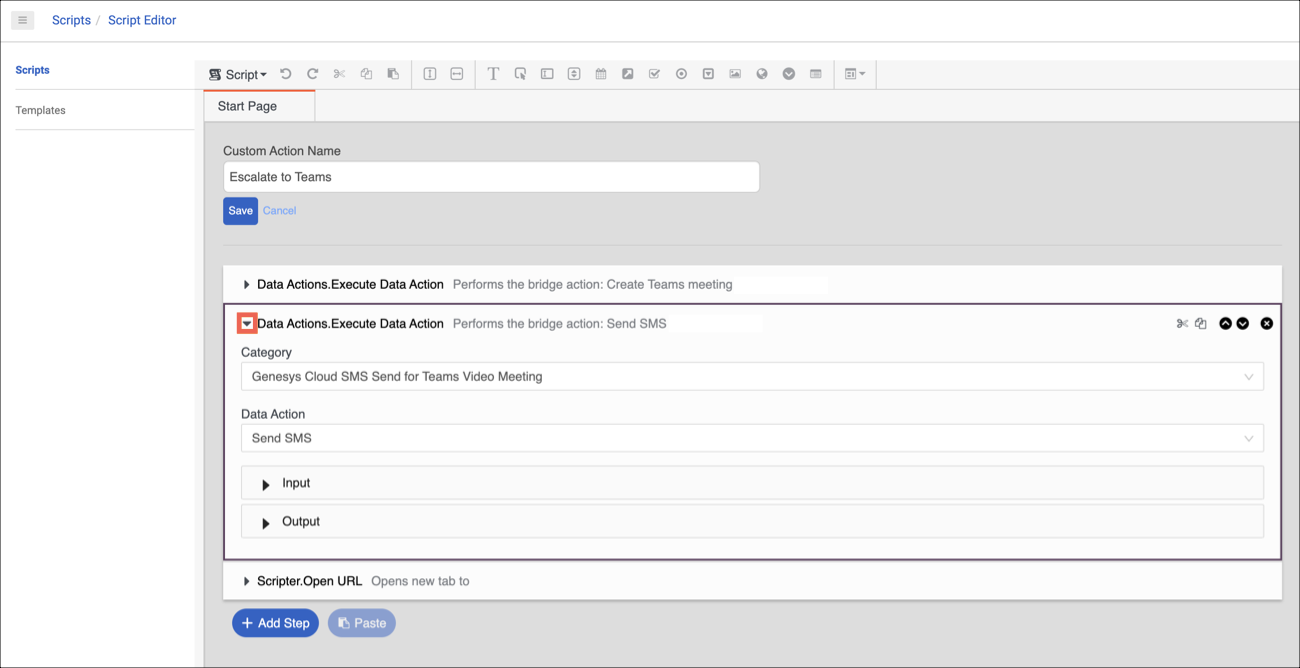 Scripts / Script Editor
Scripts
Templates
Script
Start Page
Custom Action Name
Escalate to Teams
Save Cancel
Data Actions.Execute Data Action Performs the bridge action: Create Teams meeting
Data Actions.Execute Data Action Performs the bridge action: Send SMS
Category
Genesys Cloud SMS Send for Teams Video Meeting
Data Action
Send SMS
Input
Output
Scripter.Open URL Opens new tab to
+ Add Step Paste